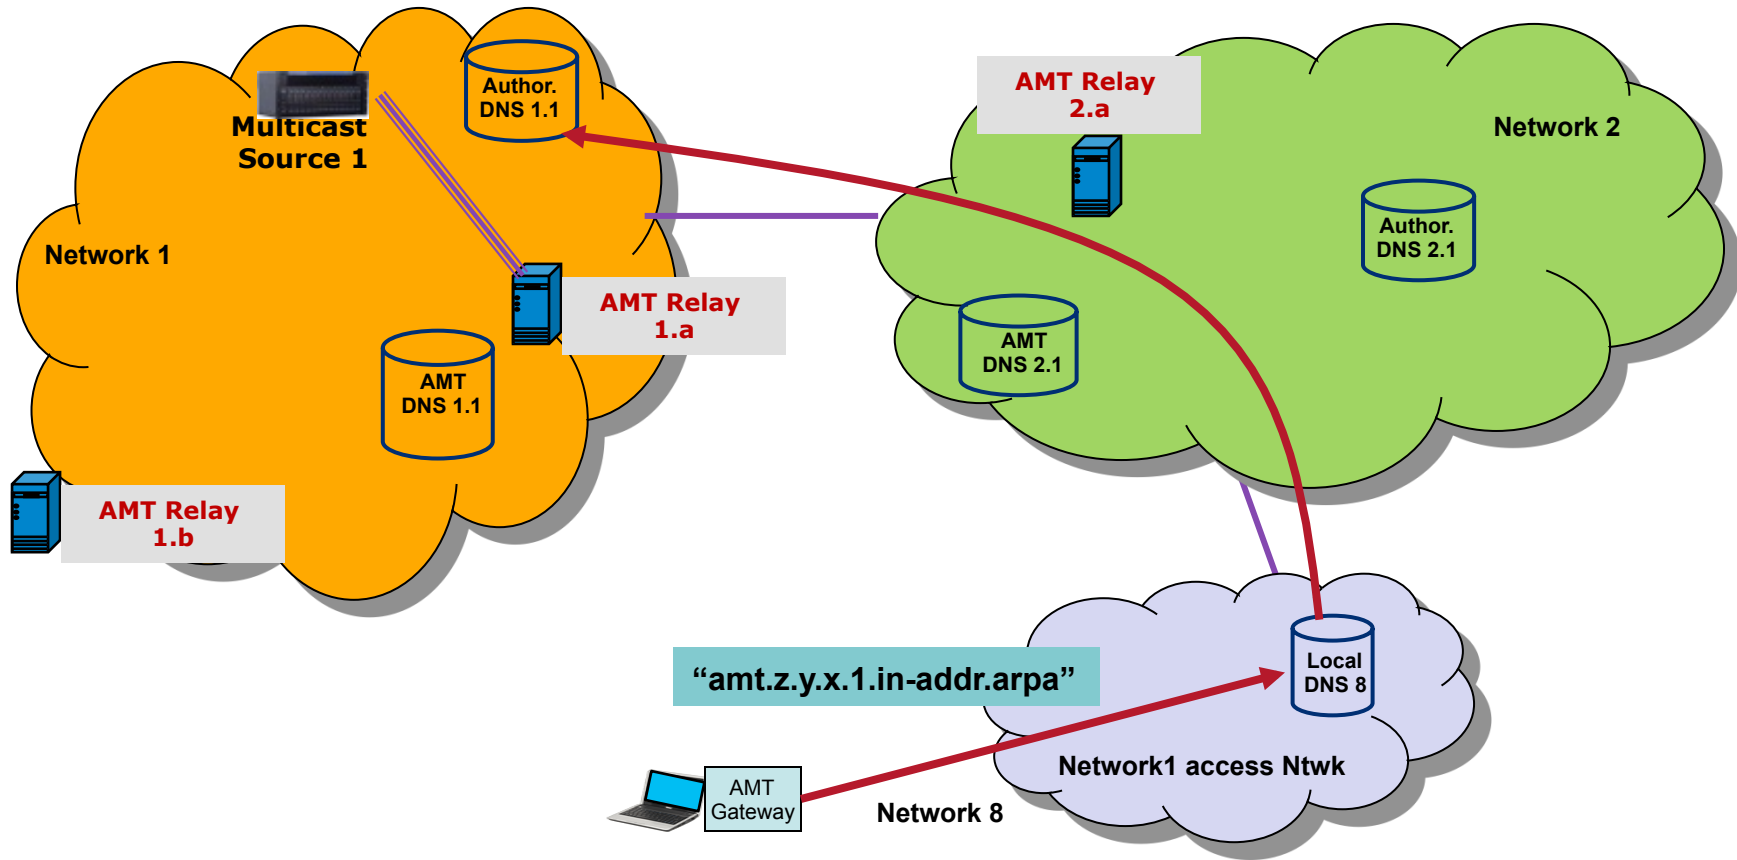 Author.
DNS 1.1
Multicast
Source 1
Network 1
AMT Relay
1.a
AMT
DNS 1.1
AMT Relay
1.b
AMT Relay
2.a
Network 2
Author.
DNS 2.1
AMT
DNS 2.1
“amt.z.y.x.1.in-addr.arpa”
Local
DNS 8
Network1 access Ntwk
AMT
Gateway
Network 8